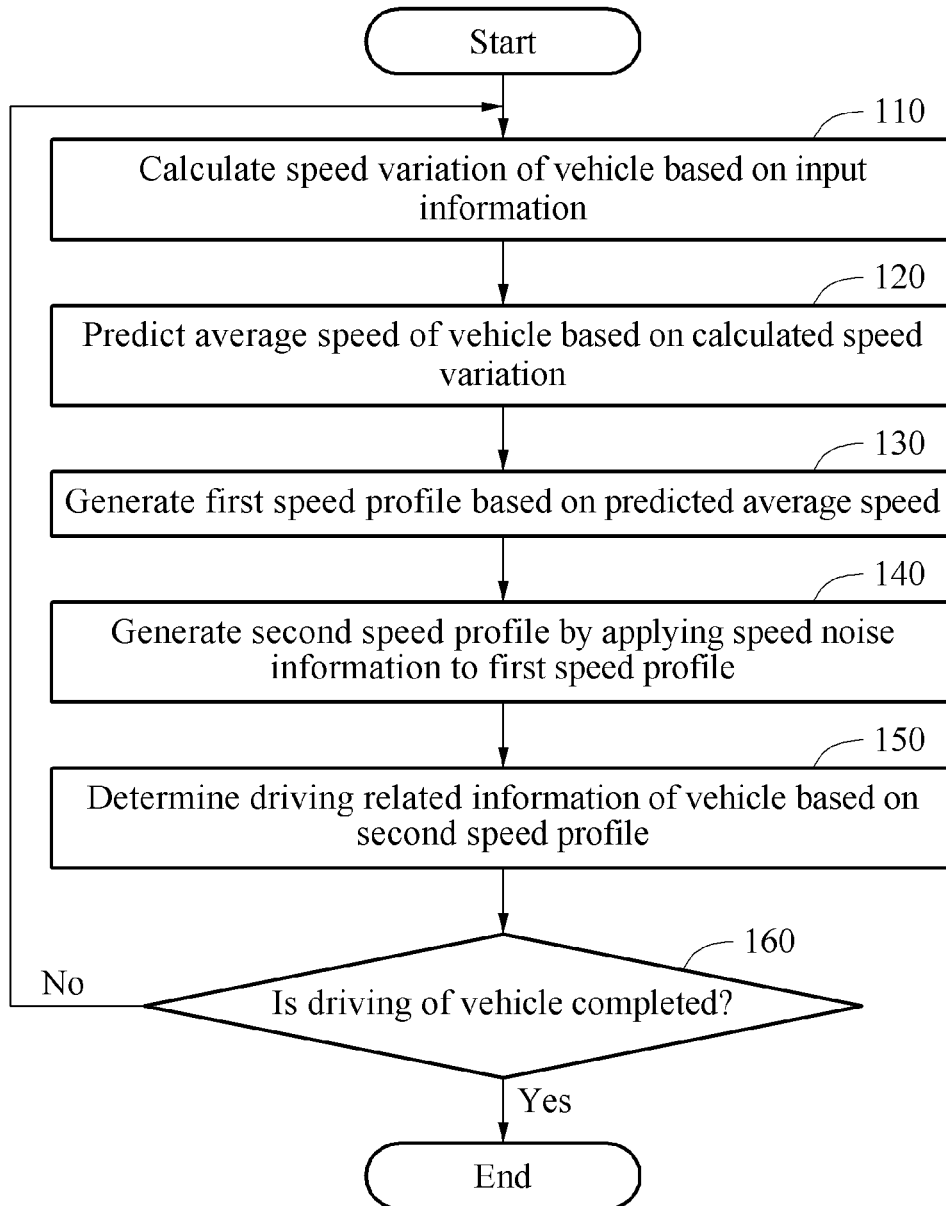 Start
110
Calculate speed variation of vehicle based on input
information
120
Predict average speed of vehicle based on calculated speed
variation
130
Generate first speed profile based on predicted average speed
140
Generate second speed profile by applying speed noise
information to first speed profile
150
Determine driving related information of vehicle based on
second speed profile
160
No
Is driving of vehicle completed?
Yes
End